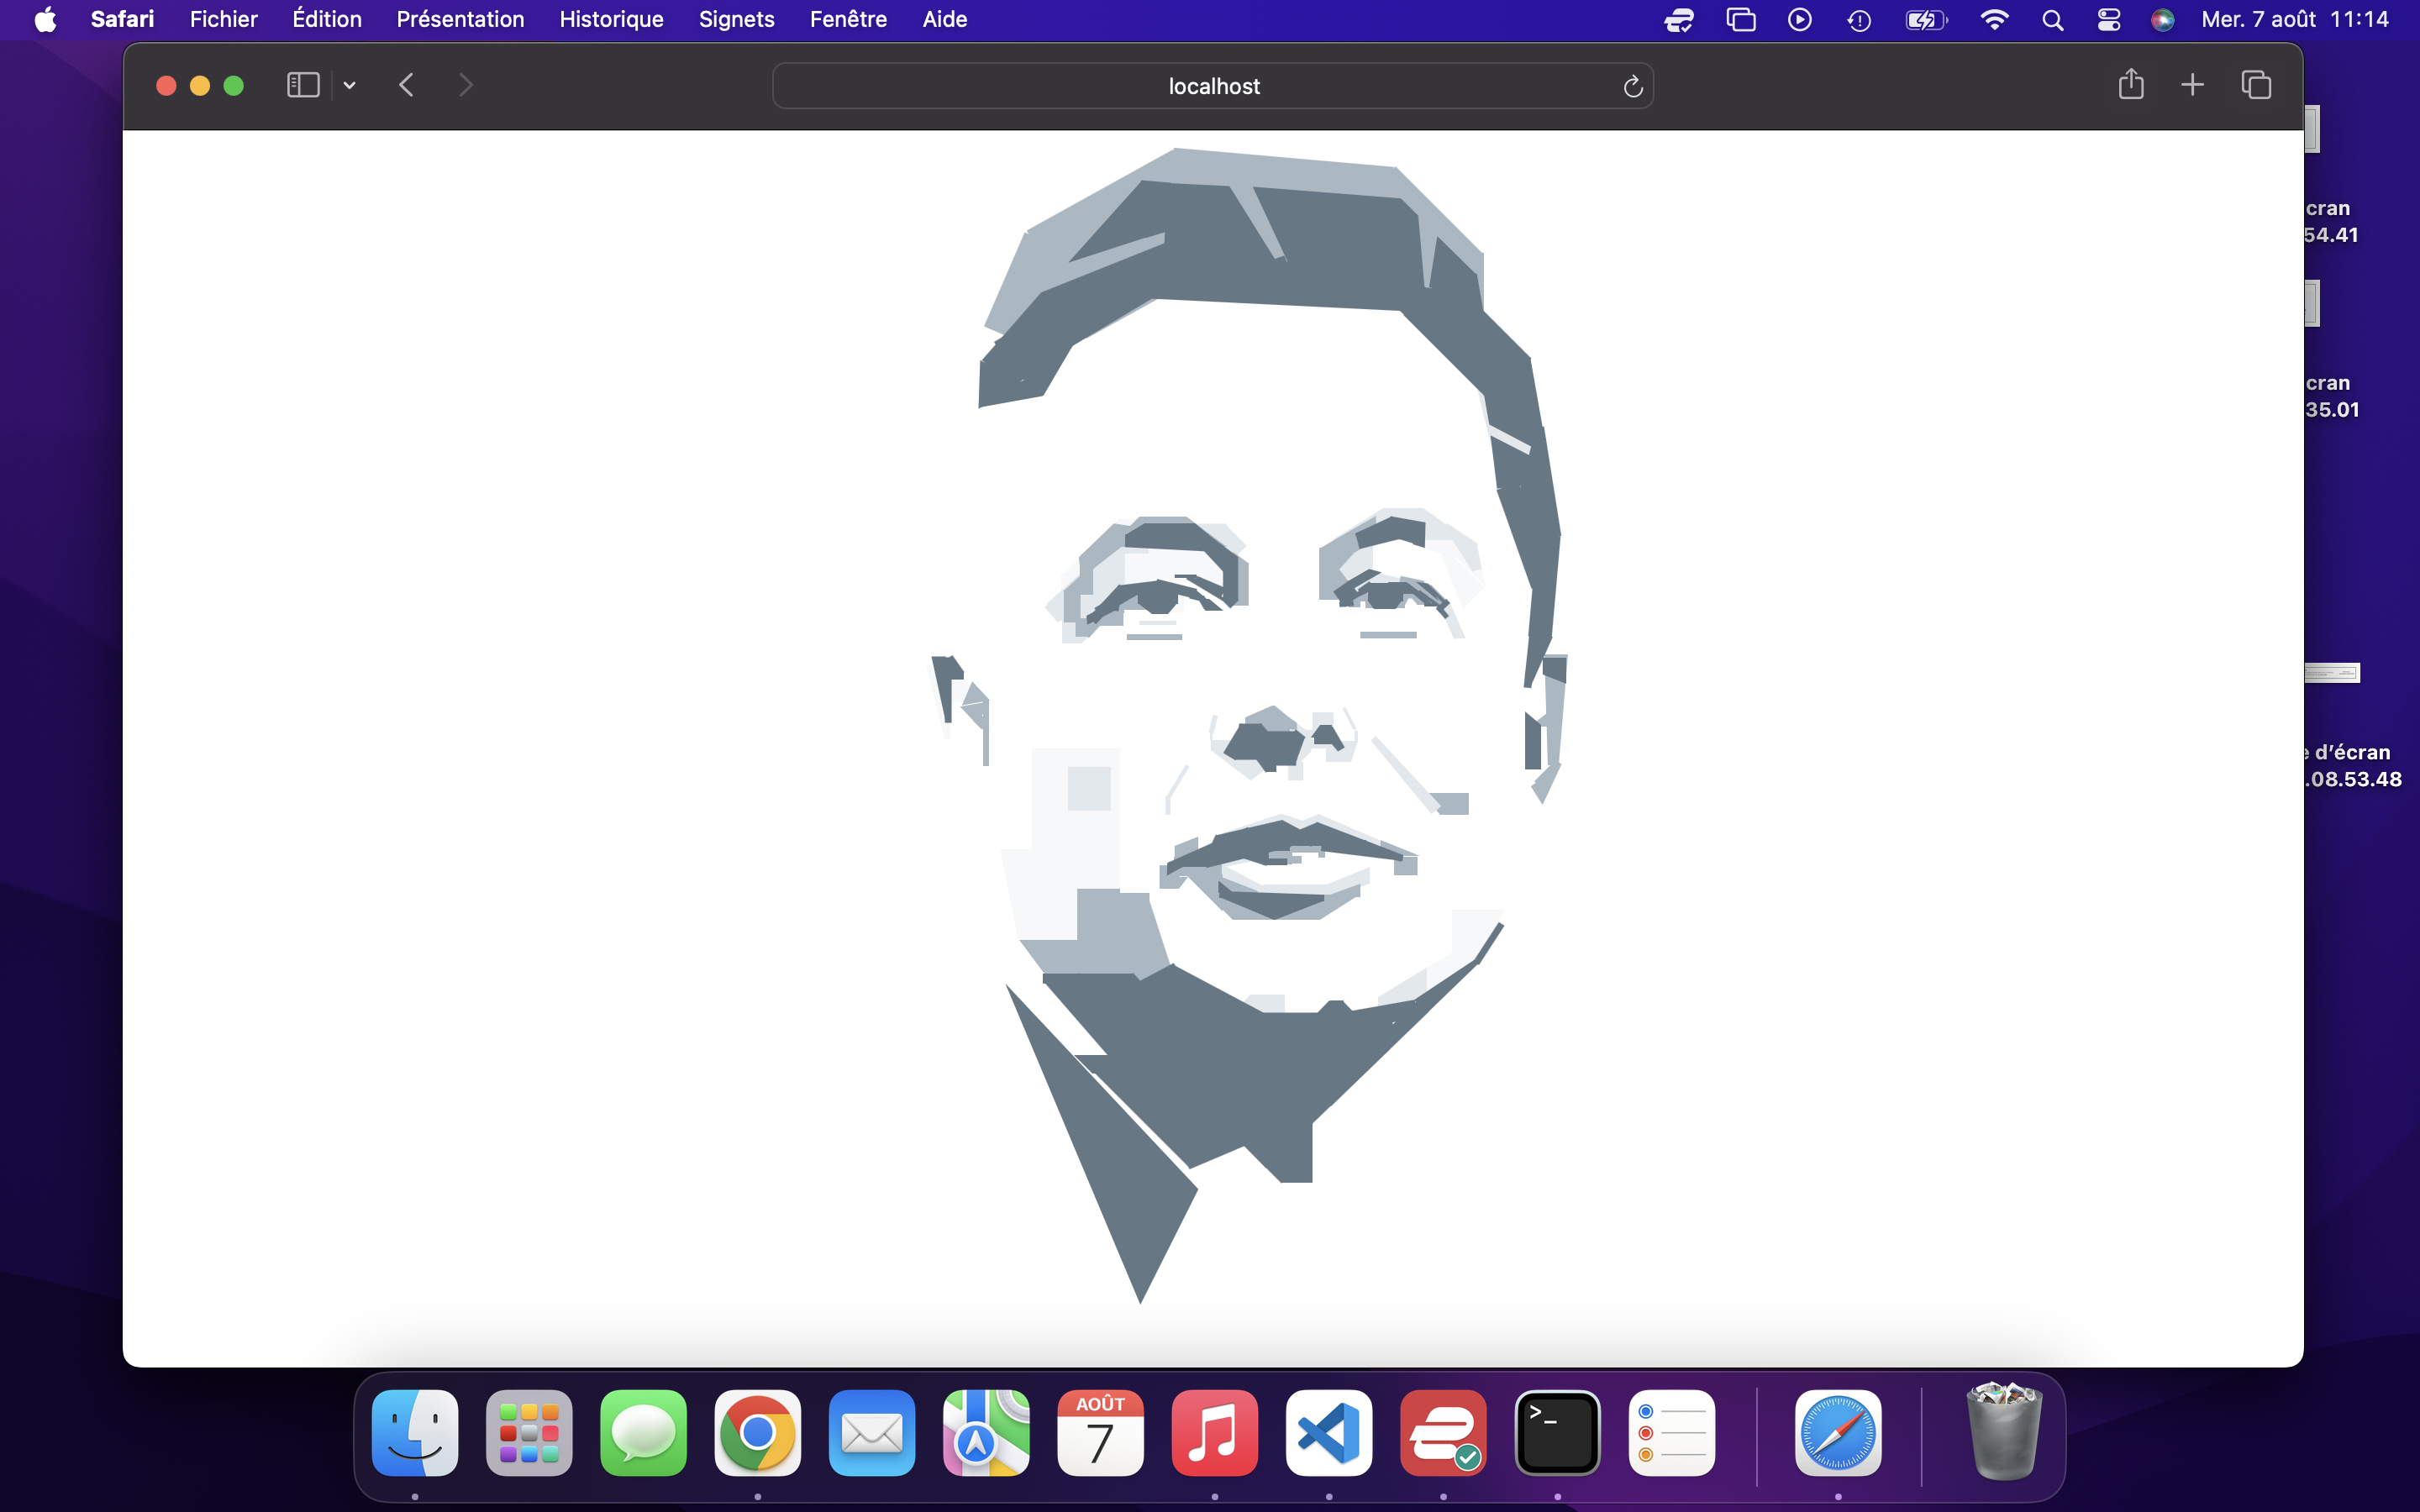 Safari Fichier Édition Présentation Historique Signets Fenêtre Aide Mer. 7 août 11:14
localhost
cran
54.41
cran
35.01
e d'écran
.08.53.48
AOÛT
7
>_